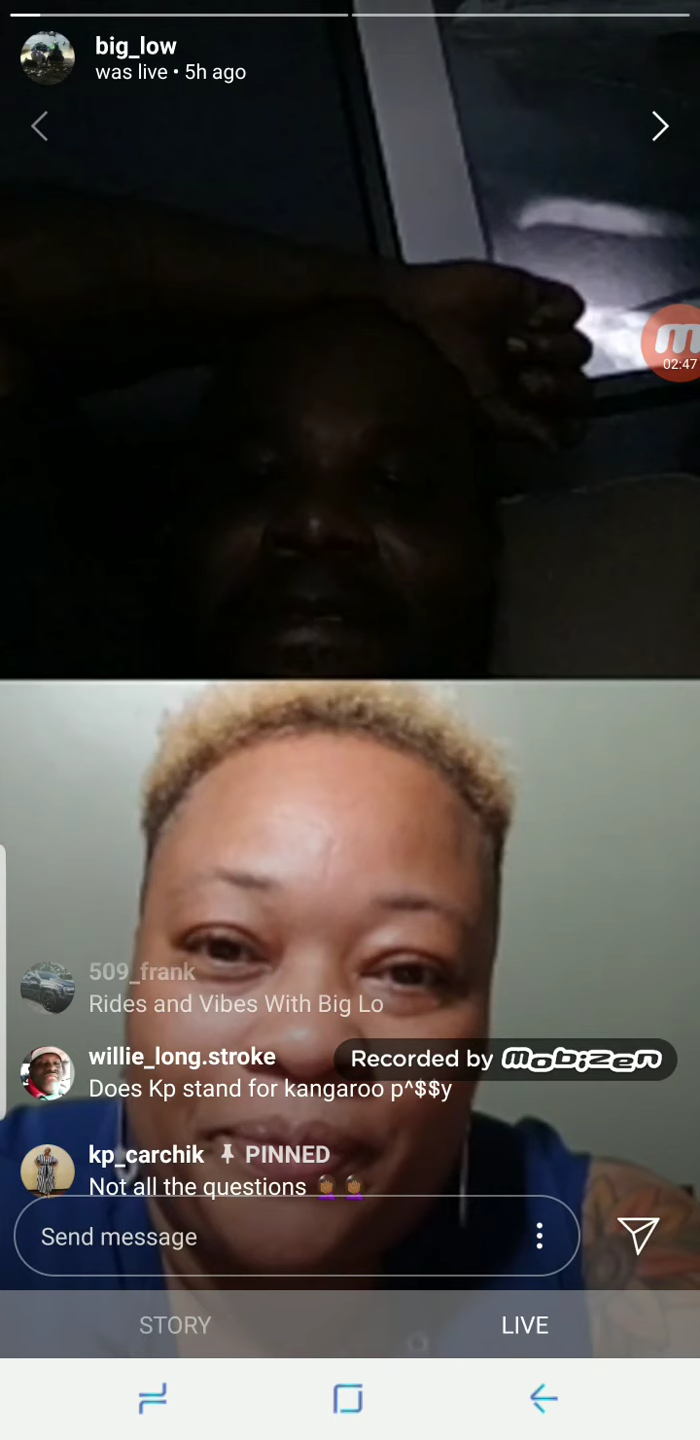 big_low
was live • 5h ago
02:47
509_frank
Rides and Vibes With Big Lo
willie_long.stroke
Recorded by mobizen
Does Kp stand for kangaroo p^$$y
kp_carchik PINNED
Not all the questions 🤦🏾‍♀️🤦🏾‍♀️
Send message
STORY LIVE